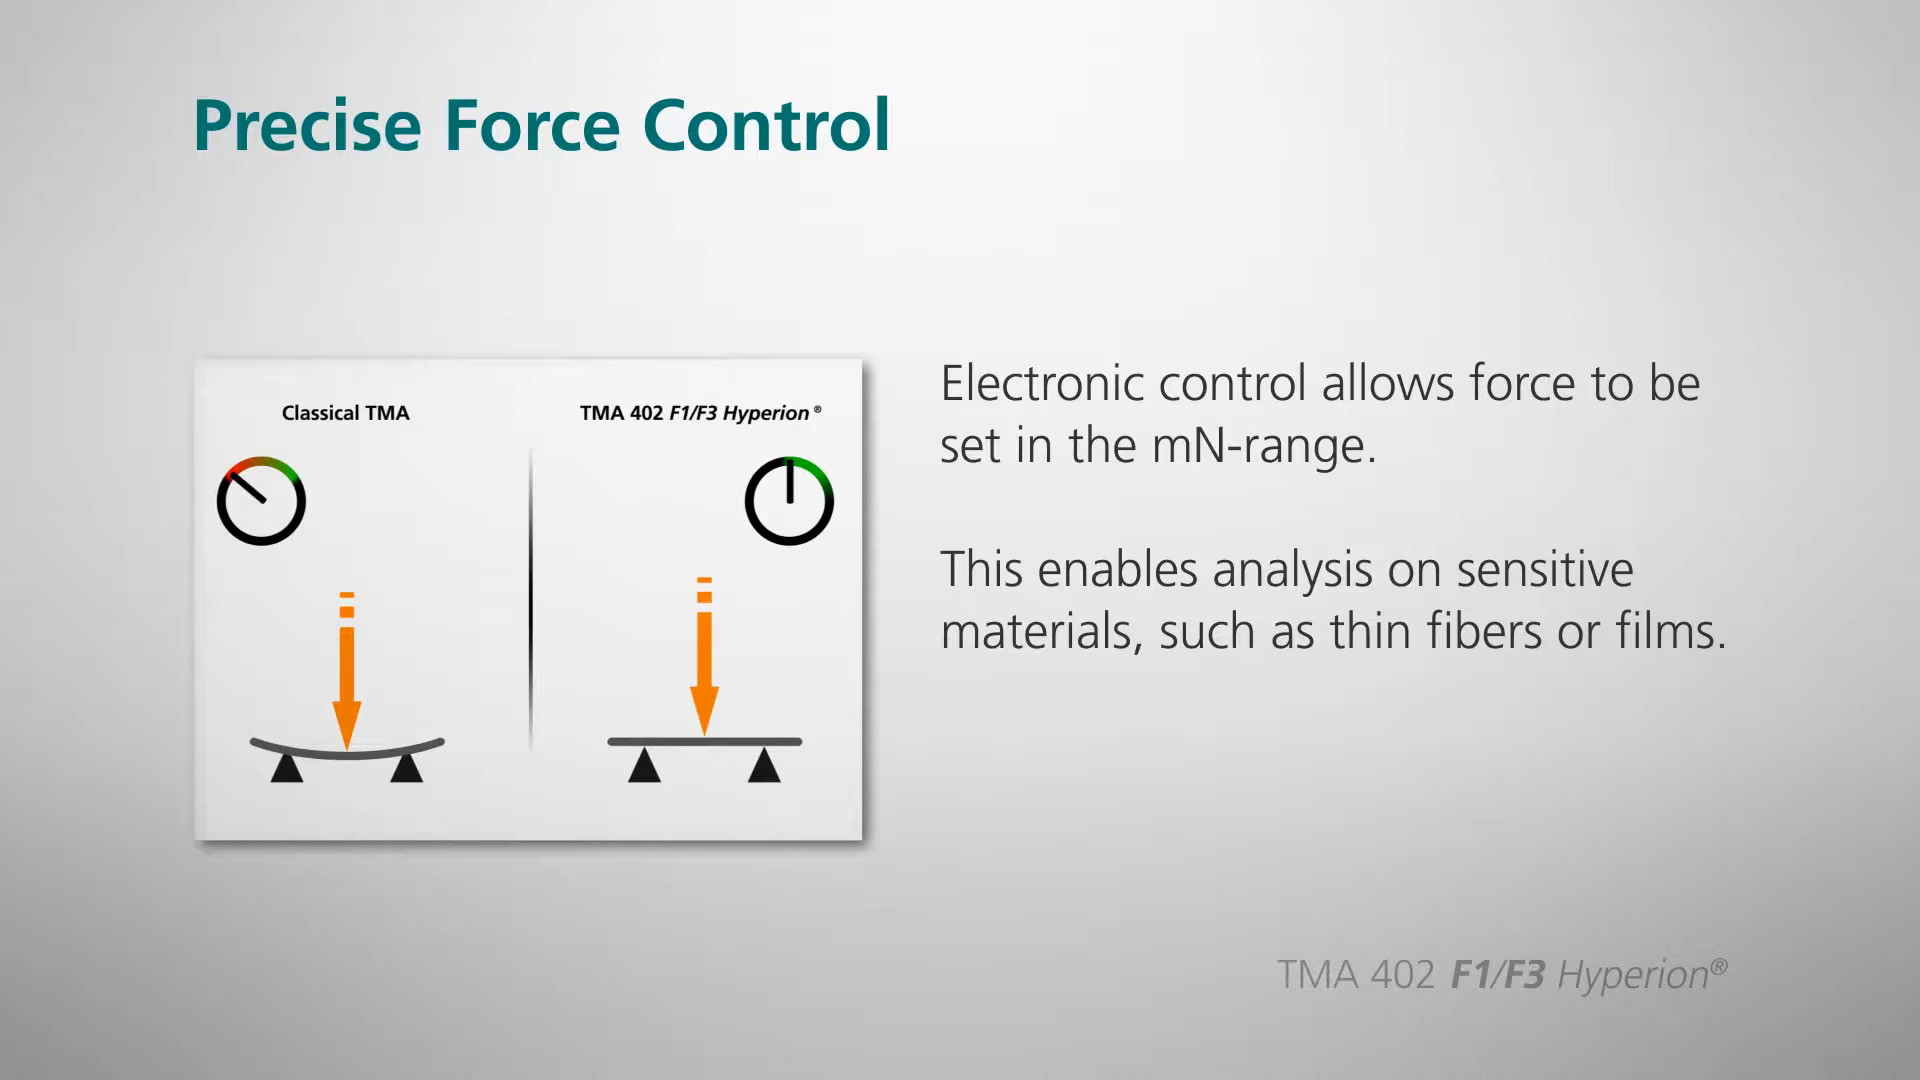 Precise Force Control
Classical TMA
TMA 402 F1/F3 Hyperion ®
Electronic control allows force to be
set in the mN-range.
This enables analysis on sensitive
materials, such as thin fibers or films.
TMA 402 F1/F3 Hyperion®